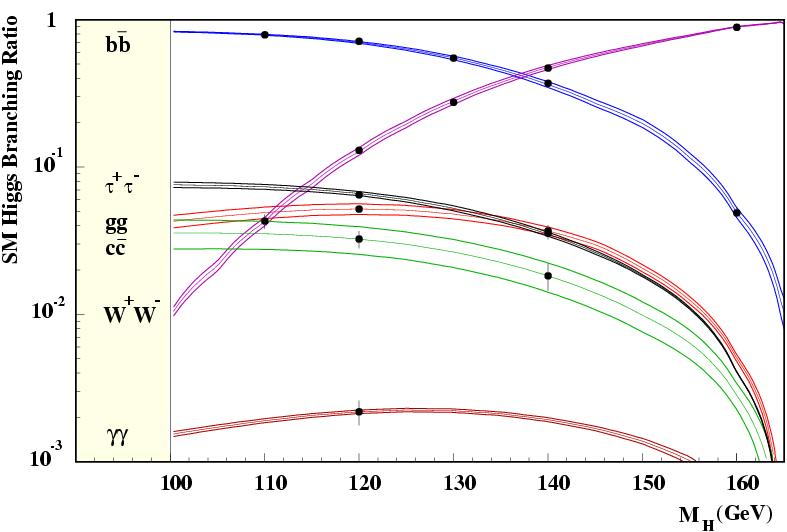 SM Higgs Branching Ratio
1
10⁻¹
10⁻²
10⁻³
bb̄
τ⁺τ⁻
gg
cc̄
W⁺W⁻
γγ
100 110 120 130 140 150 160
M_H (GeV)